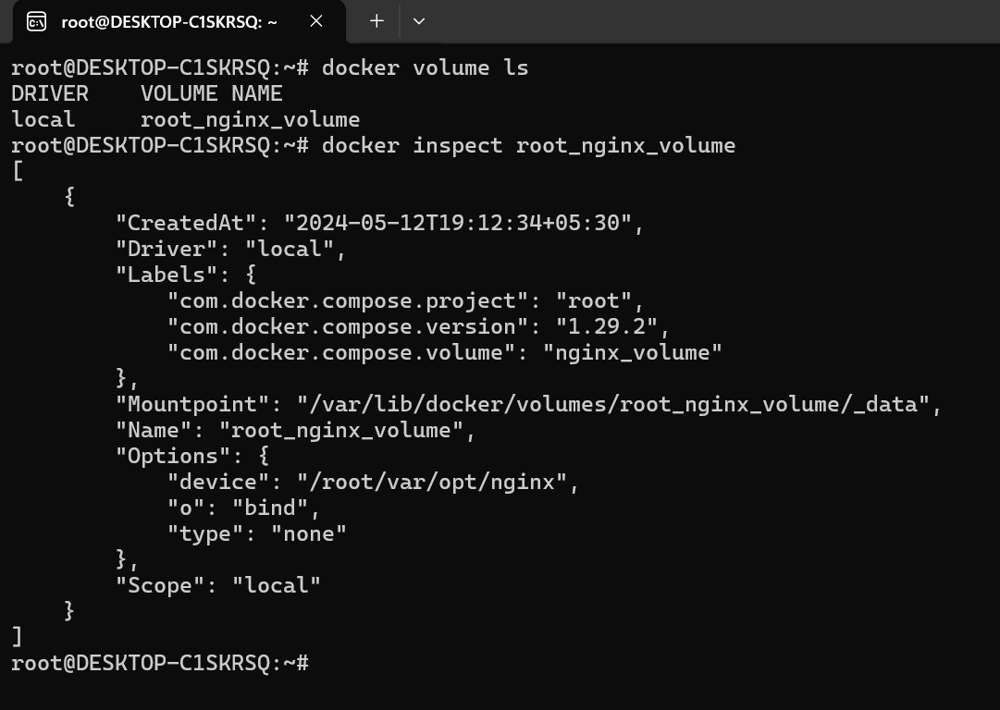 root@DESKTOP-C1SKRSQ: ~
root@DESKTOP-C1SKRSQ:~# docker volume ls
DRIVER    VOLUME NAME
local     root_nginx_volume
root@DESKTOP-C1SKRSQ:~# docker inspect root_nginx_volume
[
    {
        "CreatedAt": "2024-05-12T19:12:34+05:30",
        "Driver": "local",
        "Labels": {
            "com.docker.compose.project": "root",
            "com.docker.compose.version": "1.29.2",
            "com.docker.compose.volume": "nginx_volume"
        },
        "Mountpoint": "/var/lib/docker/volumes/root_nginx_volume/_data",
        "Name": "root_nginx_volume",
        "Options": {
            "device": "/root/var/opt/nginx",
            "o": "bind",
            "type": "none"
        },
        "Scope": "local"
    }
]
root@DESKTOP-C1SKRSQ:~#